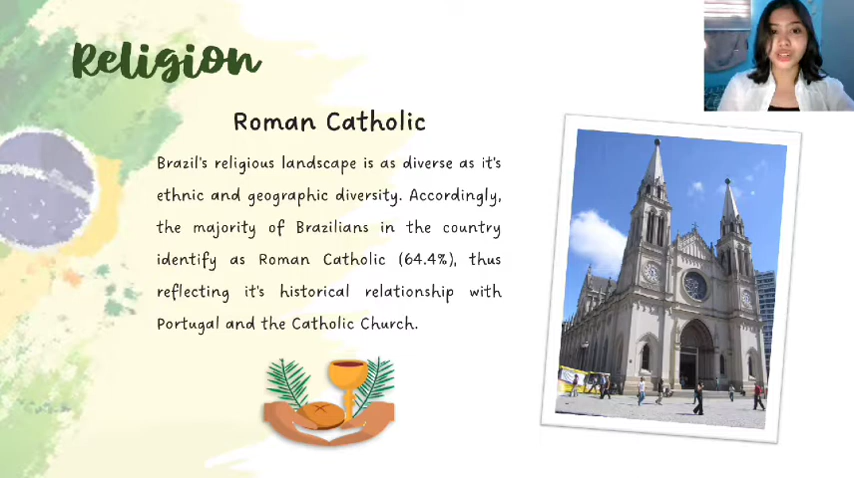 Religion
Roman Catholic
Brazil's religious landscape is as diverse as it's
ethnic and geographic diversity. Accordingly,
the majority of Brazilians in the country
identify as Roman Catholic (64.4%), thus
reflecting it's historical relationship with
Portugal and the Catholic Church.